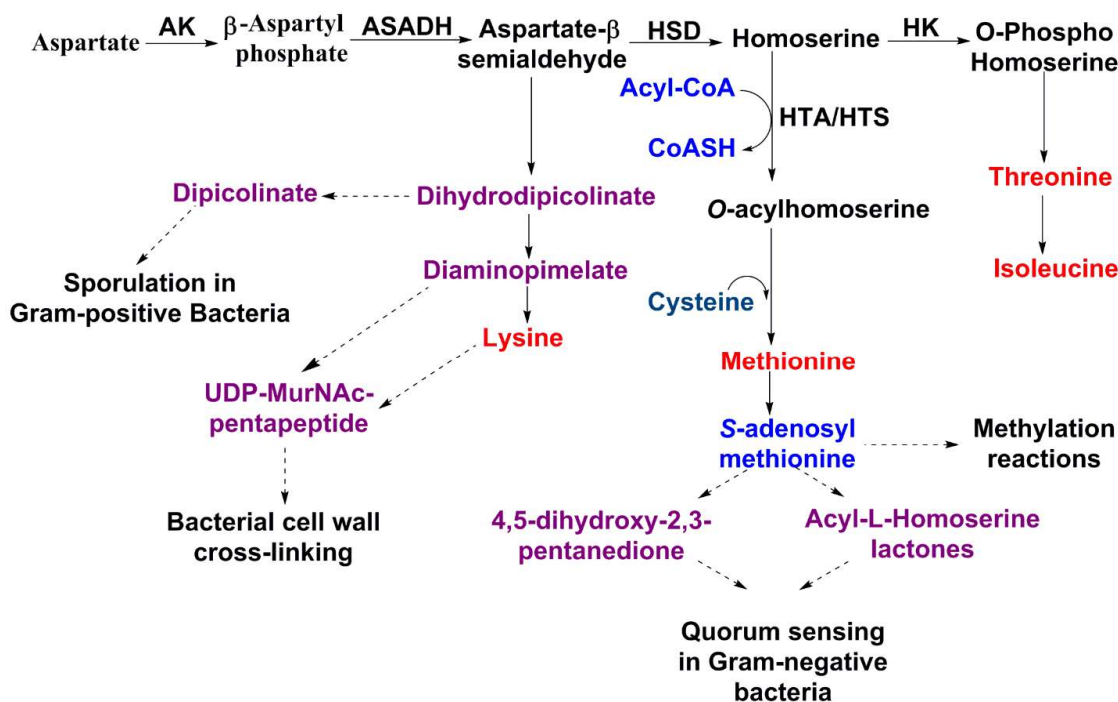 Aspartate
AK
β-Aspartyl
phosphate
ASADH
Aspartate-β
semialdehyde
HSD
Homoserine
HK
O-Phospho
Homoserine
Acyl-CoA
HTA/HTS
CoASH
Dipicolinate
Dihydrodipicolinate
O-acylhomoserine
Threonine
Sporulation in
Gram-positive Bacteria
Diaminopimelate
Isoleucine
Cysteine
Lysine
Methionine
UDP-MurNAc-
pentapeptide
S-adenosyl
methionine
Methylation
reactions
Bacterial cell wall
cross-linking
4,5-dihydroxy-2,3-
pentanedione
Acyl-L-Homoserine
lactones
Quorum sensing
in Gram-negative
bacteria